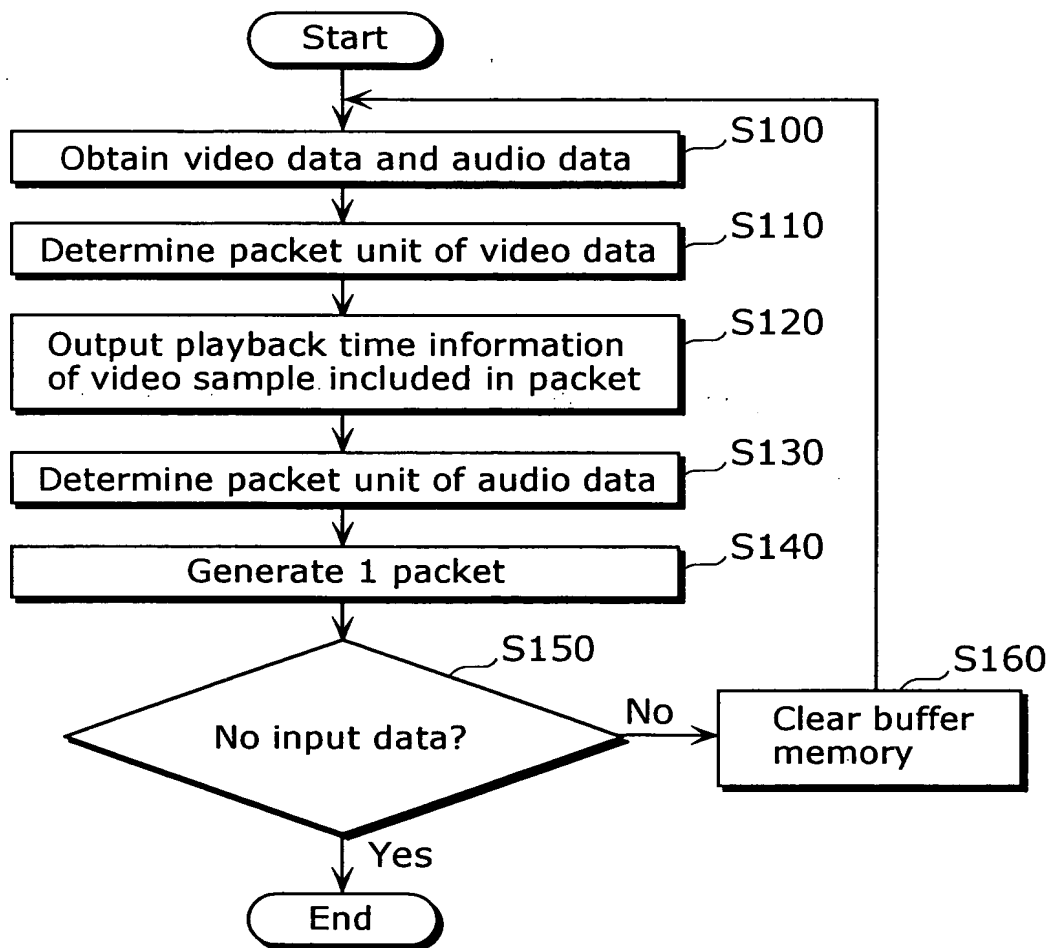 Start
S100
Obtain video data and audio data
S110
Determine packet unit of video data
S120
Output playback time information
of video sample included in packet
S130
Determine packet unit of audio data
S140
Generate 1 packet
S150
No input data?
No
S160
Clear buffer
memory
Yes
End